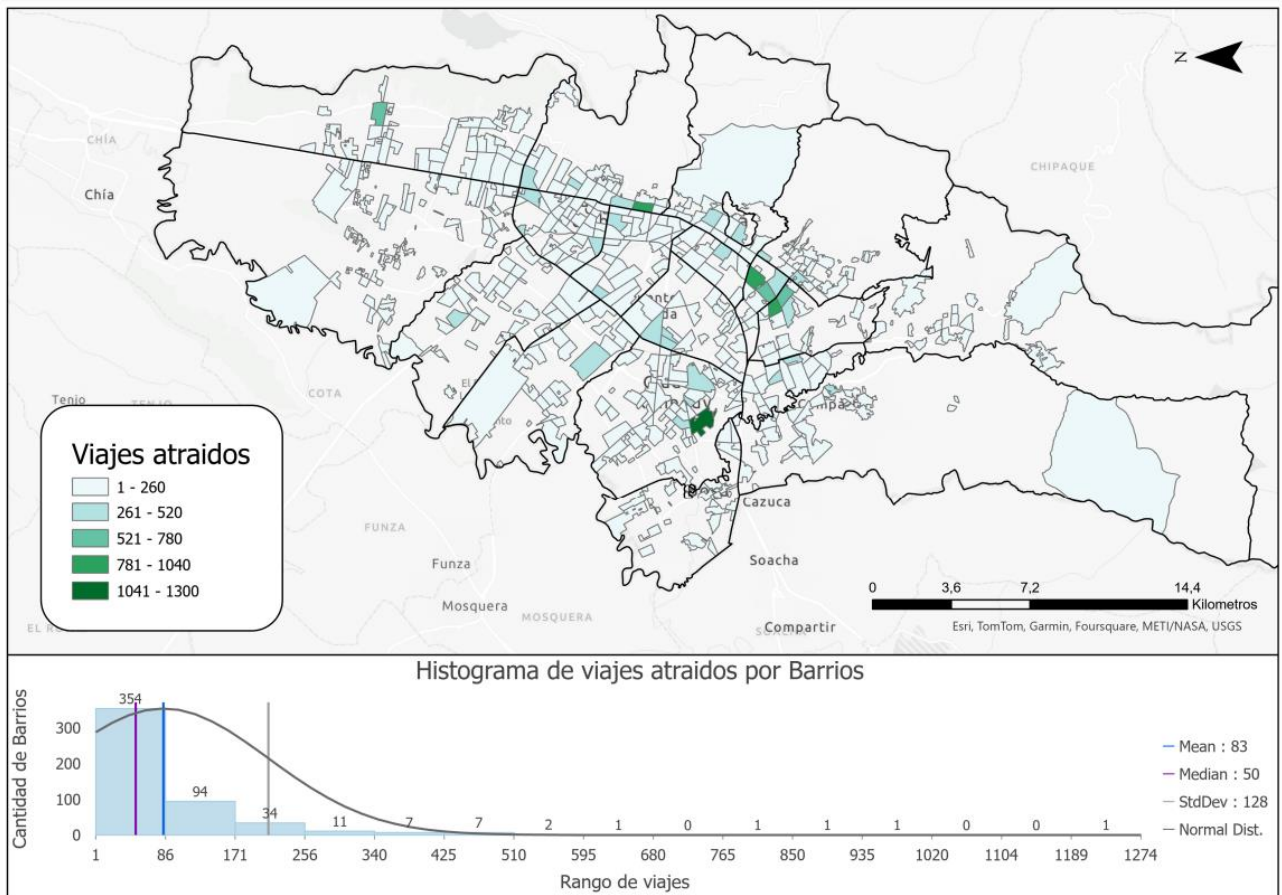 N
CHÍA
Chía
CHIPAQUE
COTA
Tenjo
TENJO
FUNZA
Funza
Mosquera
MOSQUERA
Cazuca
Soacha
SOACHA
Compartir
Viajes atraidos
1 - 260
261 - 520
521 - 780
781 - 1040
1041 - 1300
0 3,6 7,2 14,4
Kilometros
Esri, TomTom, Garmin, Foursquare, METI/NASA, USGS
Histograma de viajes atraidos por Barrios
Cantidad de Barrios
300
200
100
0
354 94 34 11 7 7 2 1 0 1 1 1 0 0 1
1 86 171 256 340 425 510 595 680 765 850 935 1020 1104 1189 1274
Rango de viajes
Mean : 83
Median : 50
StdDev : 128
Normal Dist.